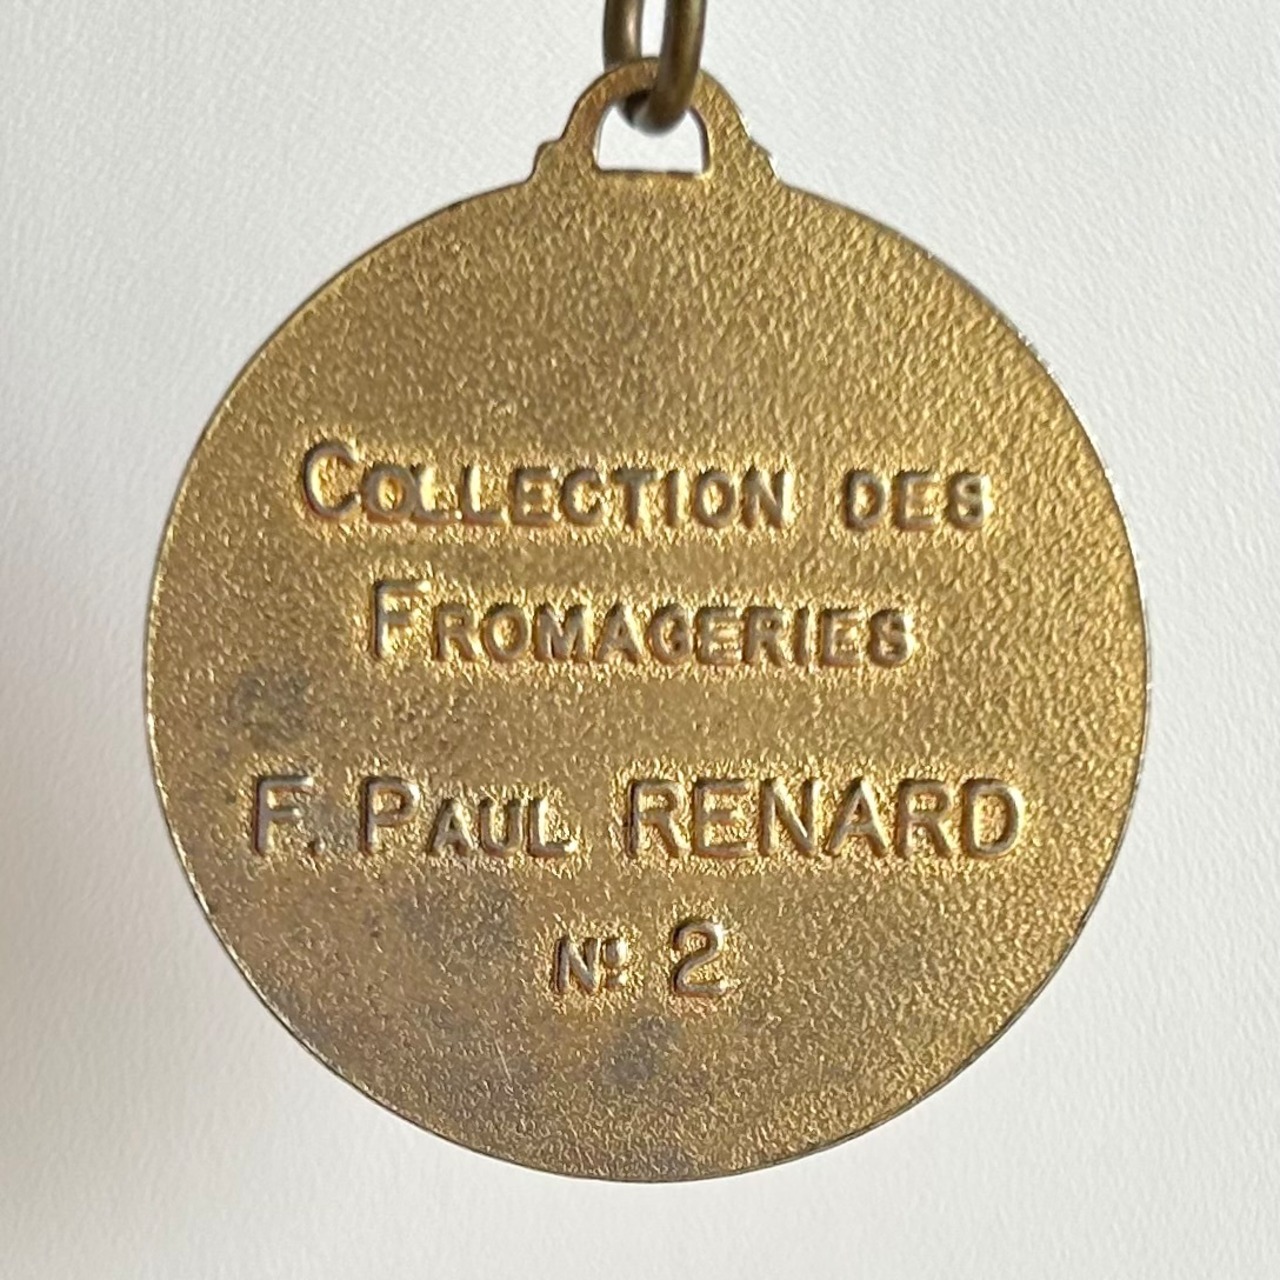 COLLECTION DES
FROMAGERIES
F. PAUL RENARD
Nº 2